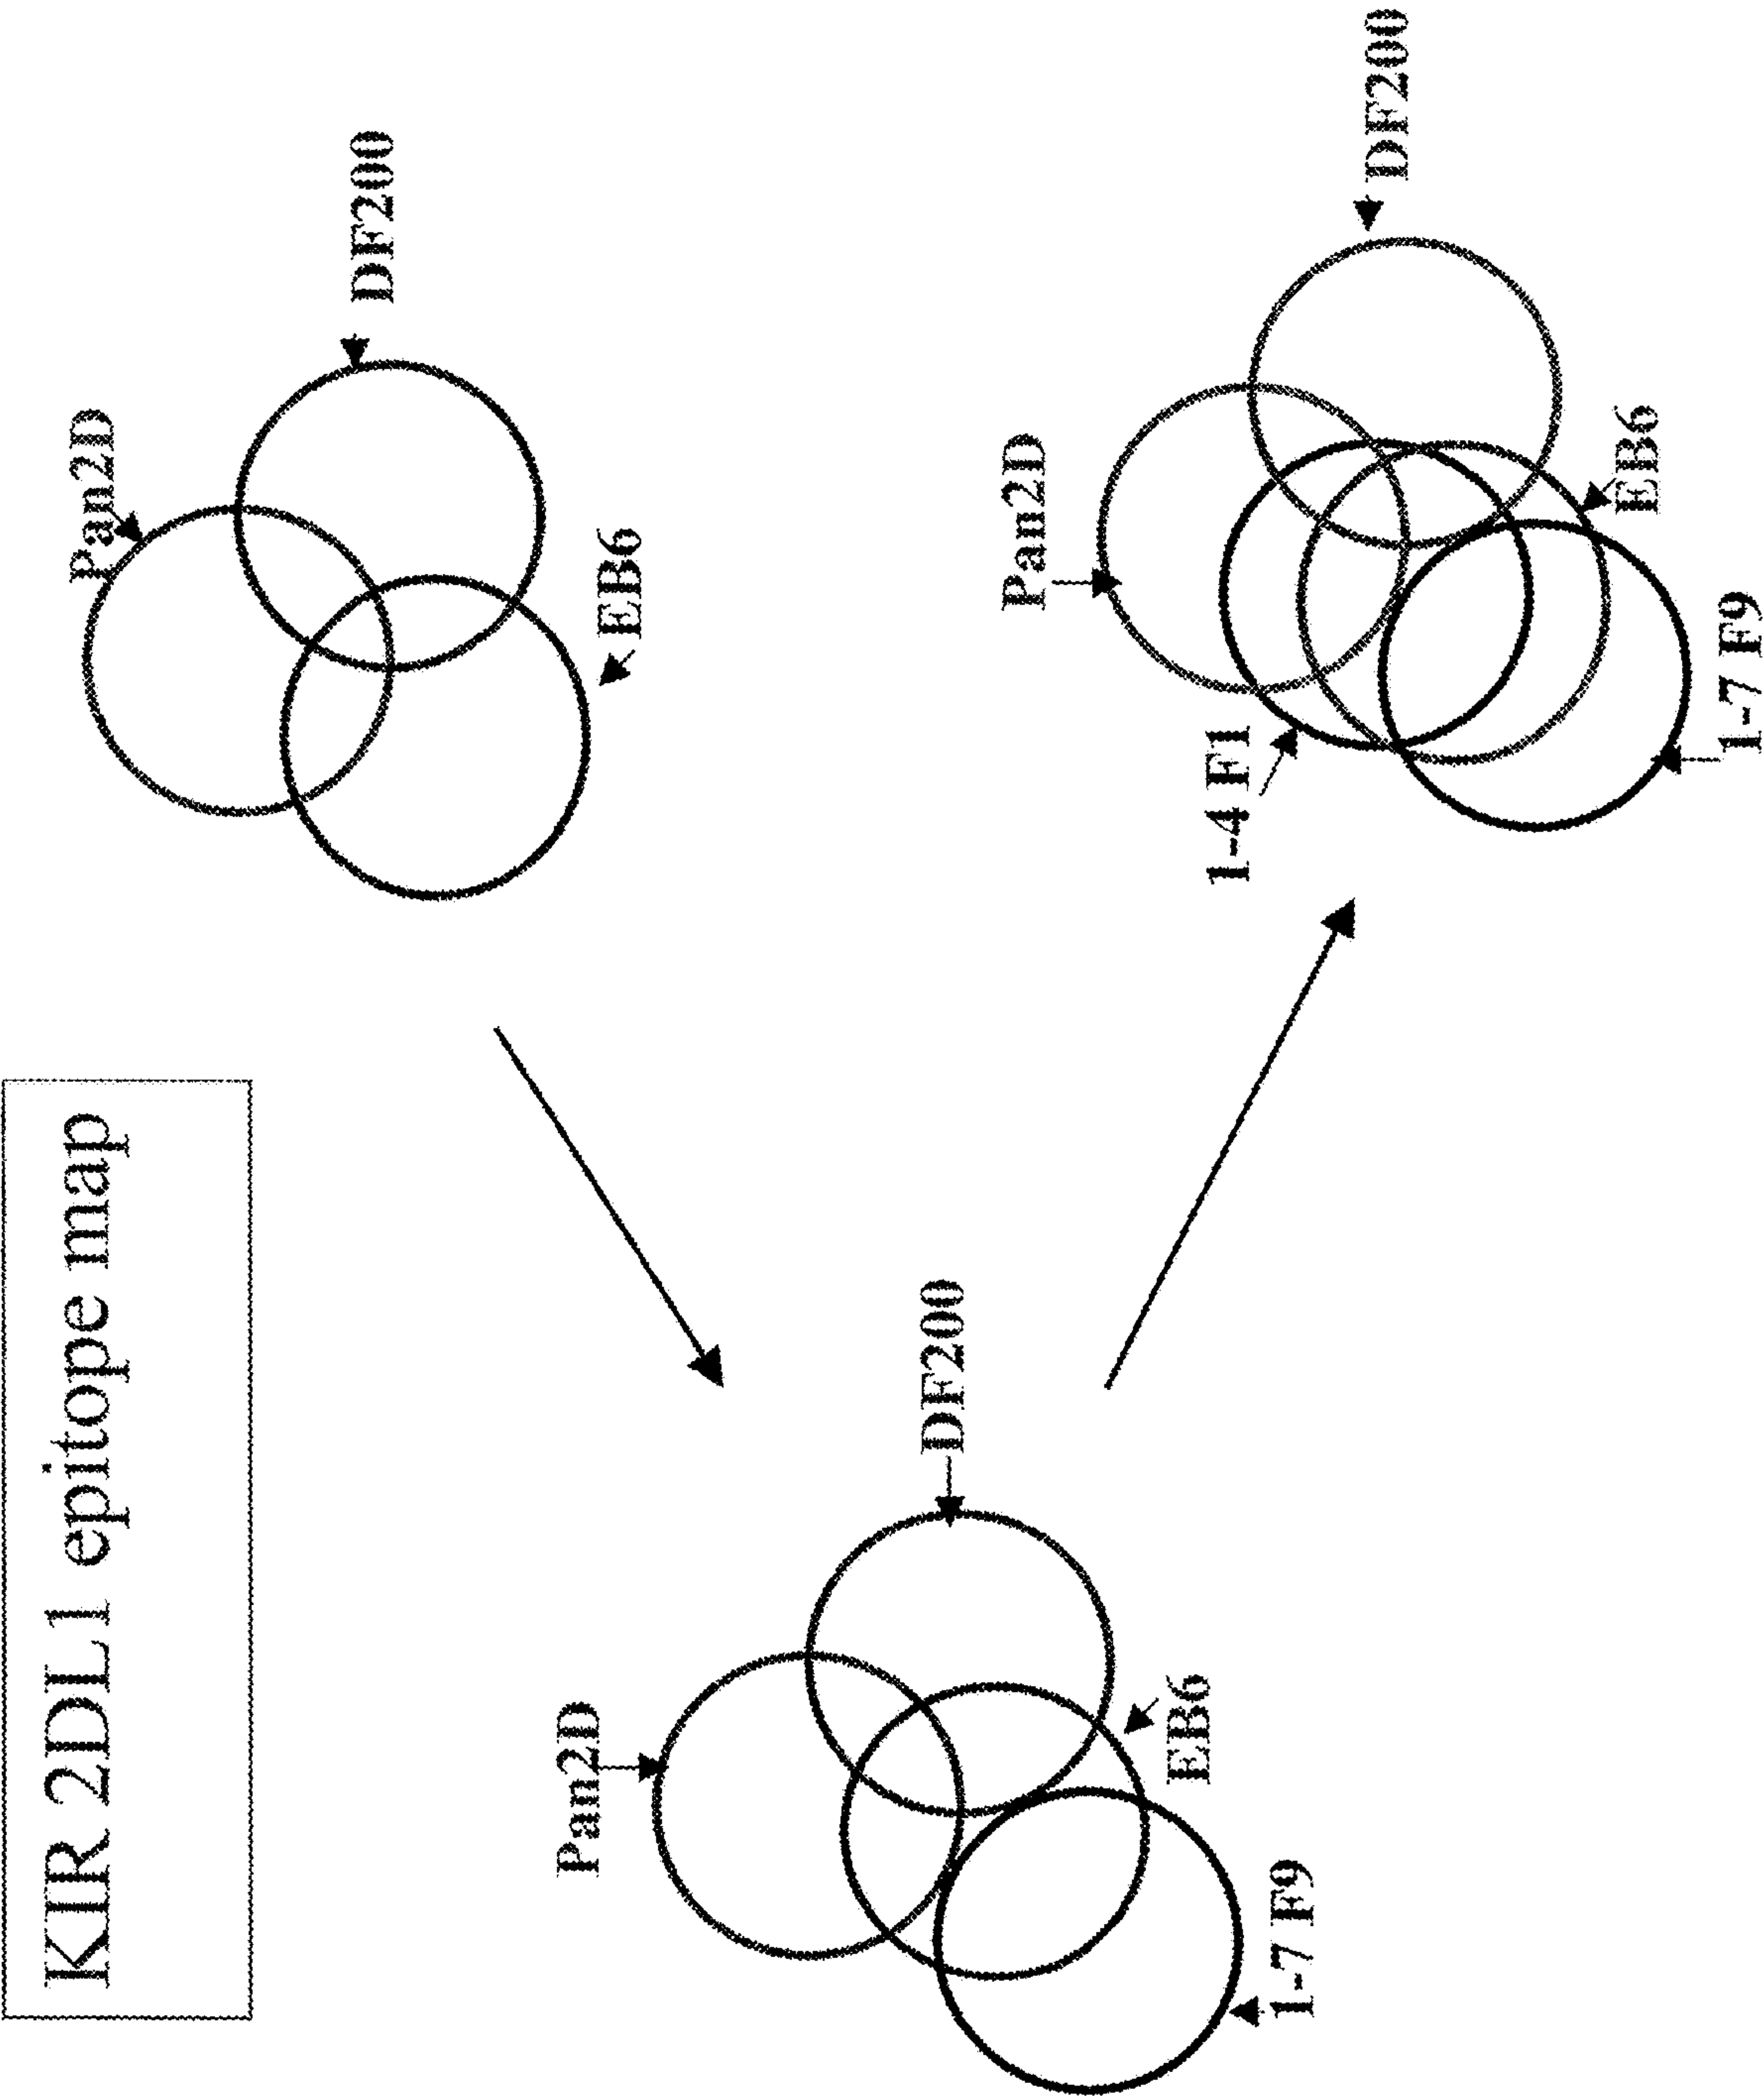 KIR 2DL1 epitope map
Pan2D
DF200
EB6
Pan2D
DF200
EB6
1-7 F9
Pan2D
DF200
1-4 F1
EB6
1-7 F9